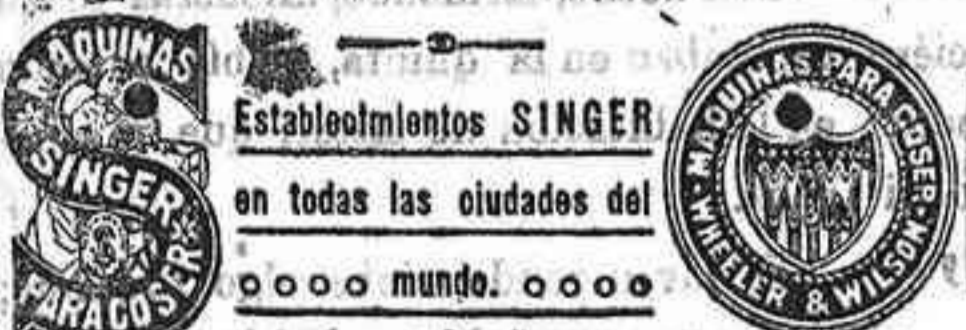 MAQUINAS
SINGER
PARA COSER
Establecimientos SINGER
en todas las ciudades del
mundo.
MAQUINAS PARA COSER
WHEELER & WILSON